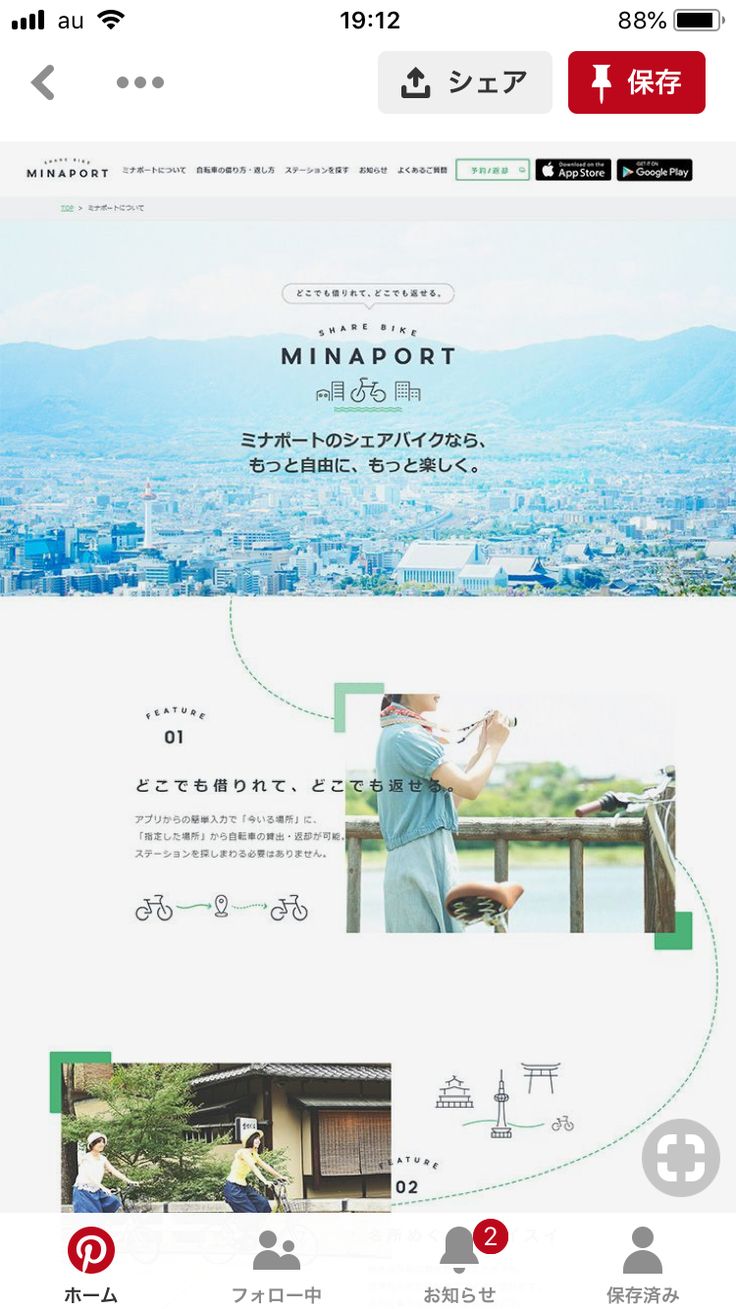 au
19:12
88%
シェア
保存
SHARE BIKE
MINAPORT
ミナポートについて
自転車の借り方・返し方
ステーションを探す
お知らせ
よくあるご質問
予約/返却
Download on the
App Store
GET IT ON
Google Play
TOP > ミナポートについて
どこでも借りれて、どこでも返せる。
SHARE BIKE
MINAPORT
ミナポートのシェアバイクなら、
もっと自由に、もっと楽しく。
FEATURE
01
どこでも借りれて、どこでも返せる。
アプリからの簡単入力で「今いる場所」に、
「指定した場所」から自転車の貸出・返却が可能。
ステーションを探しまわる必要はありません。
FEATURE
02
2
ホーム
フォロー中
お知らせ
保存済み